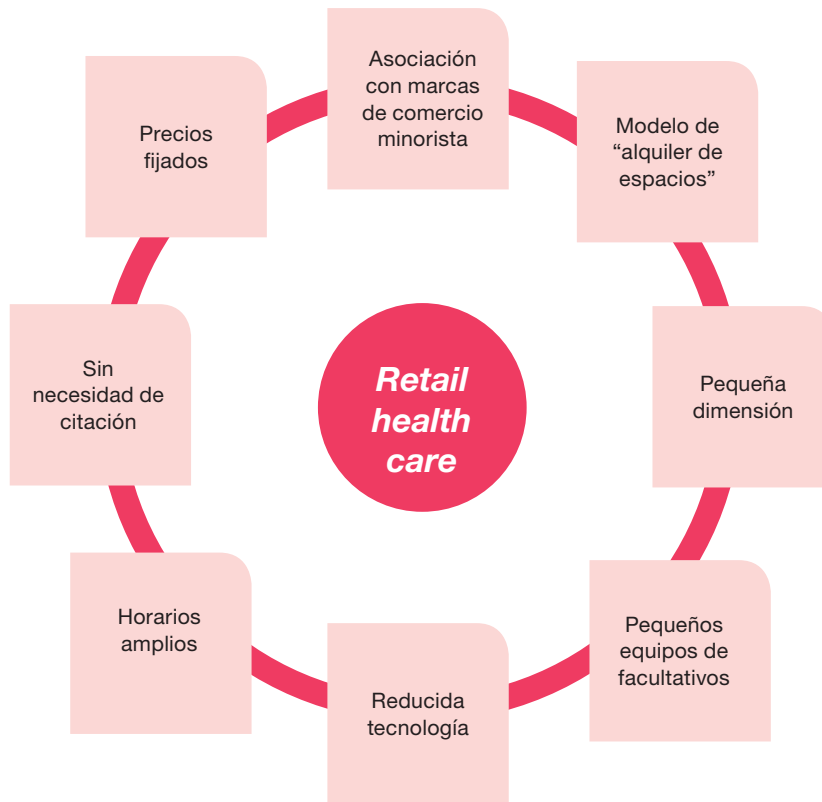 Asociación
con marcas
de comercio
minorista
Modelo de
“alquiler de
espacios”
Pequeña
dimensión
Pequeños
equipos de
facultativos
Reducida
tecnología
Horarios
amplios
Sin
necesidad de
citación
Precios
fijados
Retail
health
care